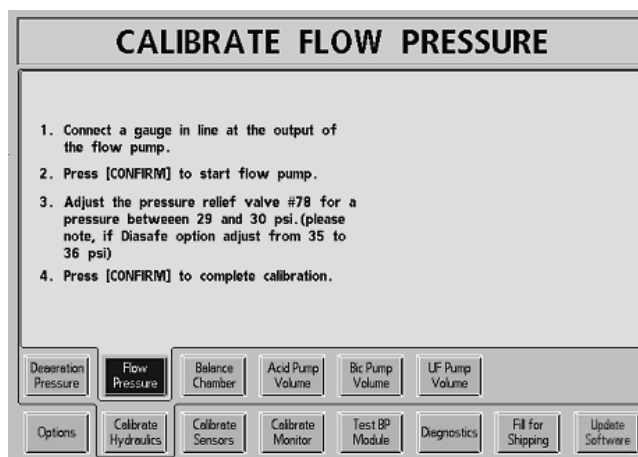 CALIBRATE FLOW PRESSURE
1. Connect a gauge in line at the output of
the flow pump.
2. Press [CONFIRM] to start flow pump.
3. Adjust the pressure relief valve #78 for a
pressure betweeen 29 and 30 psi.(please
note, if Diasafe option adjust from 35 to
36 psi)
4. Press [CONFIRM] to complete calibration.
Deaeration Pressure
Flow Pressure
Balance Chamber
Acid Pump Volume
Bic Pump Volume
UF Pump Volume
Options
Calibrate Hydraulics
Calibrate Sensors
Calibrate Monitor
Test BP Module
Diagnostics
Fill for Shipping
Update Software